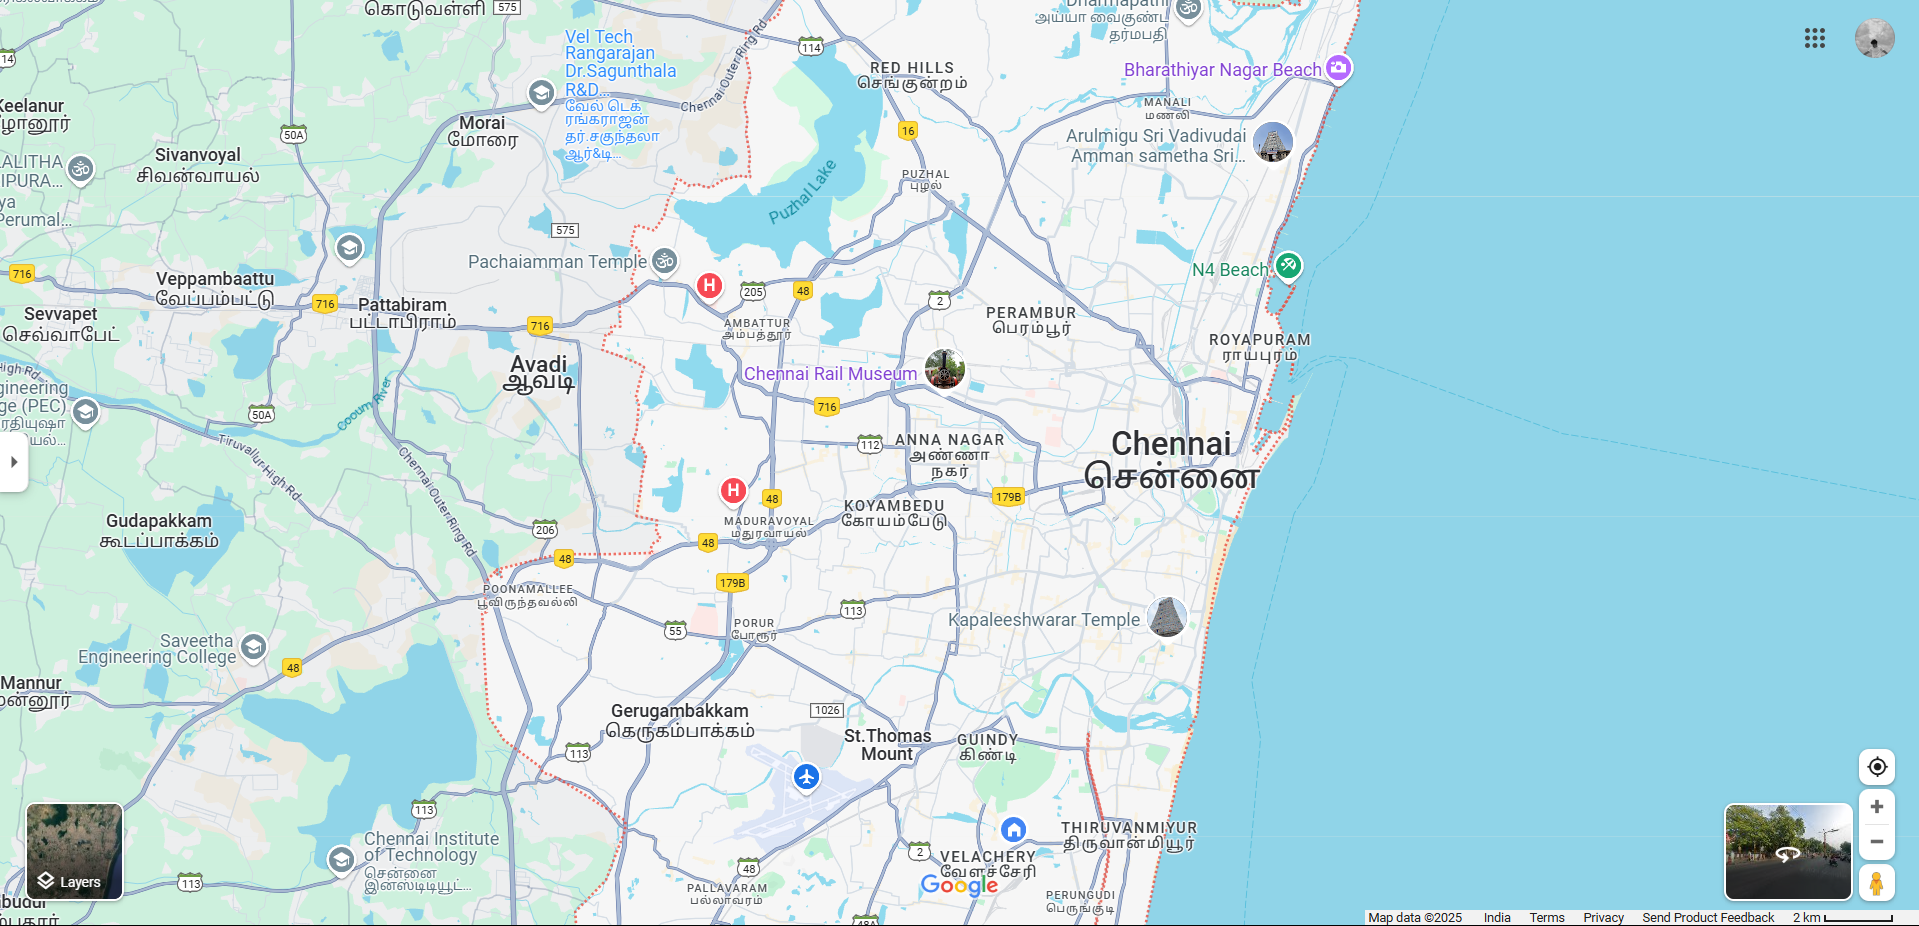 கொடுவள்ளி
575
தர்மபதி
அய்யா வைகுண்ட
Vel Tech
Rangarajan
Dr.Sagunthala
R&D...
வேல் டெக்
ரங்கராஜன்
தர்.சகுந்தலா
ஆர்&டி...
114
14
RED HILLS
செங்குன்றம்
Chennai Outer Ring Rd
Bharathiyar Nagar Beach
MANALI
மணலி
Keelanur
Morai
மோரை
50A
16
Arulmigu Sri Vadivudai
Amman sametha Sri...
Sivanvoyal
சிவன்வாயல்
PUZHAL
புழல்
Puzhal Lake
Perumal...
575
Pachaiamman Temple
N4 Beach
716
Veppambaattu
வேப்பம்பட்டு
716
Pattabiram
பட்டாபிராம்
205
48
2
Sevvapet
செவ்வாபேட்
716
AMBATTUR
அம்பத்தூர்
PERAMBUR
பெரம்பூர்
ROYAPURAM
ராயபுரம்
Avadi
ஆவடி
Chennai Rail Museum
High Rd
(PEC)
Cooum River
50A
716
112
ANNA NAGAR
அண்ணா
நகர்
Chennai
சென்னை
Tiruvallur High Rd
Chennai Outer Ring Rd
48
179B
KOYAMBEDU
கோயம்பேடு
Gudapakkam
கூடப்பாக்கம்
206
MADURAVOYAL
மதுரவாயல்
48
48
179B
POONAMALLEE
பூவிருந்தவல்லி
113
Kapaleeshwarar Temple
PORUR
போரூர்
55
Saveetha
Engineering College
48
Mannur
Gerugambakkam
கெருகம்பாக்கம்
1026
St.Thomas
Mount
GUINDY
கிண்டி
113
113
Chennai Institute
of Technology
சென்னை
இன்ஸ்டிடியூட்...
THIRUVANMIYUR
திருவான்மியூர்
2
VELACHERY
வேளச்சேரி
48
113
PALLAVARAM
பல்லாவரம்
Google
PERUNGUDI
பெருங்குடி
48A
Layers
Map data ©2025
India
Terms
Privacy
Send Product Feedback
2 km